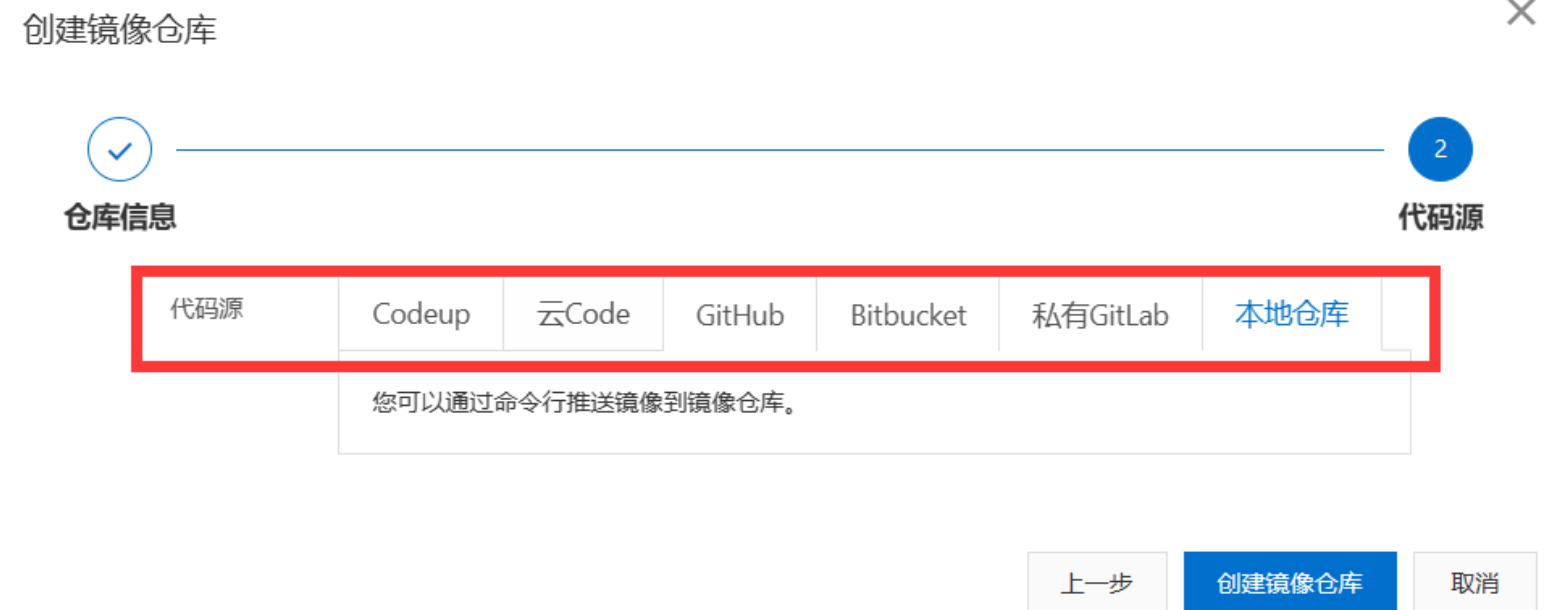 创建镜像仓库
2
仓库信息 代码源
代码源 Codeup 云Code GitHub Bitbucket 私有GitLab 本地仓库
您可以通过命令行推送镜像到镜像仓库。
上一步 创建镜像仓库 取消